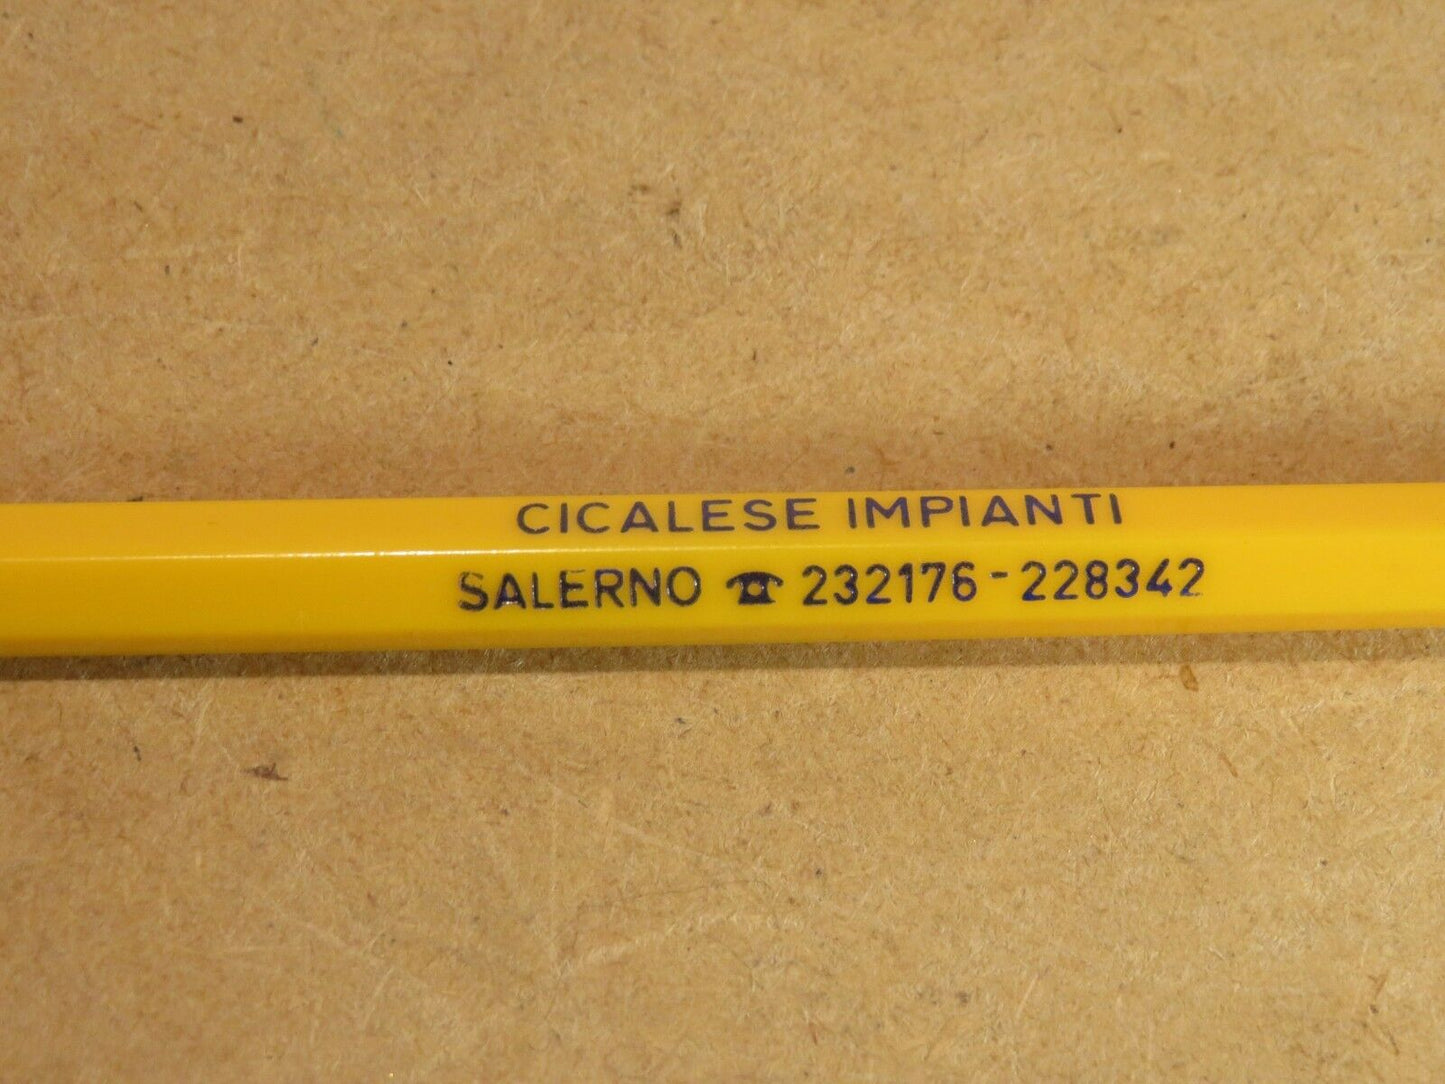 CICALESE IMPIANTI
SALERNO ☎ 232176-228342